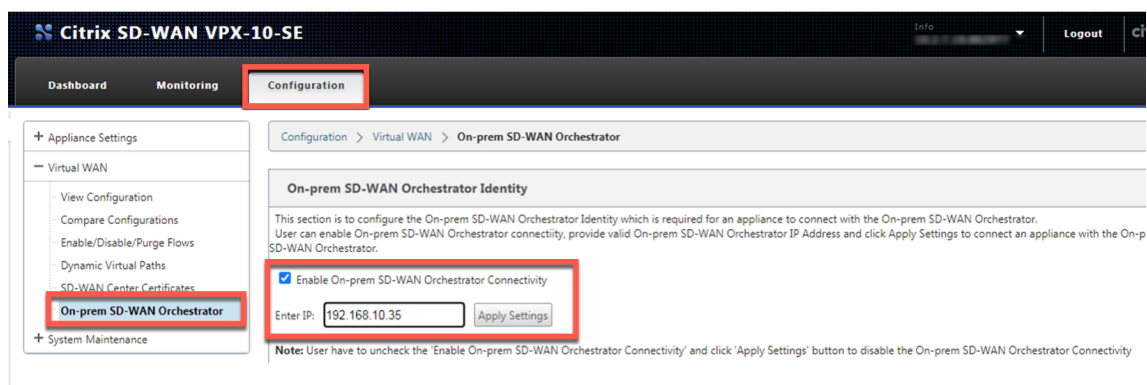 Citrix SD-WAN VPX-10-SE
Info
Logout
Dashboard
Monitoring
Configuration
+ Appliance Settings
− Virtual WAN
View Configuration
Compare Configurations
Enable/Disable/Purge Flows
Dynamic Virtual Paths
SD-WAN Center Certificates
On-prem SD-WAN Orchestrator
+ System Maintenance
Configuration > Virtual WAN > On-prem SD-WAN Orchestrator
On-prem SD-WAN Orchestrator Identity
This section is to configure the On-prem SD-WAN Orchestrator Identity which is required for an appliance to connect with the On-prem SD-WAN Orchestrator.
User can enable On-prem SD-WAN Orchestrator connectiity, provide valid On-prem SD-WAN Orchestrator IP Address and click Apply Settings to connect an appliance with the On-p
SD-WAN Orchestrator.
Enable On-prem SD-WAN Orchestrator Connectivity
Enter IP: 192.168.10.35 Apply Settings
Note: User have to uncheck the 'Enable On-prem SD-WAN Orchestrator Connectivity' and click 'Apply Settings' button to disable the On-prem SD-WAN Orchestrator Connectivity